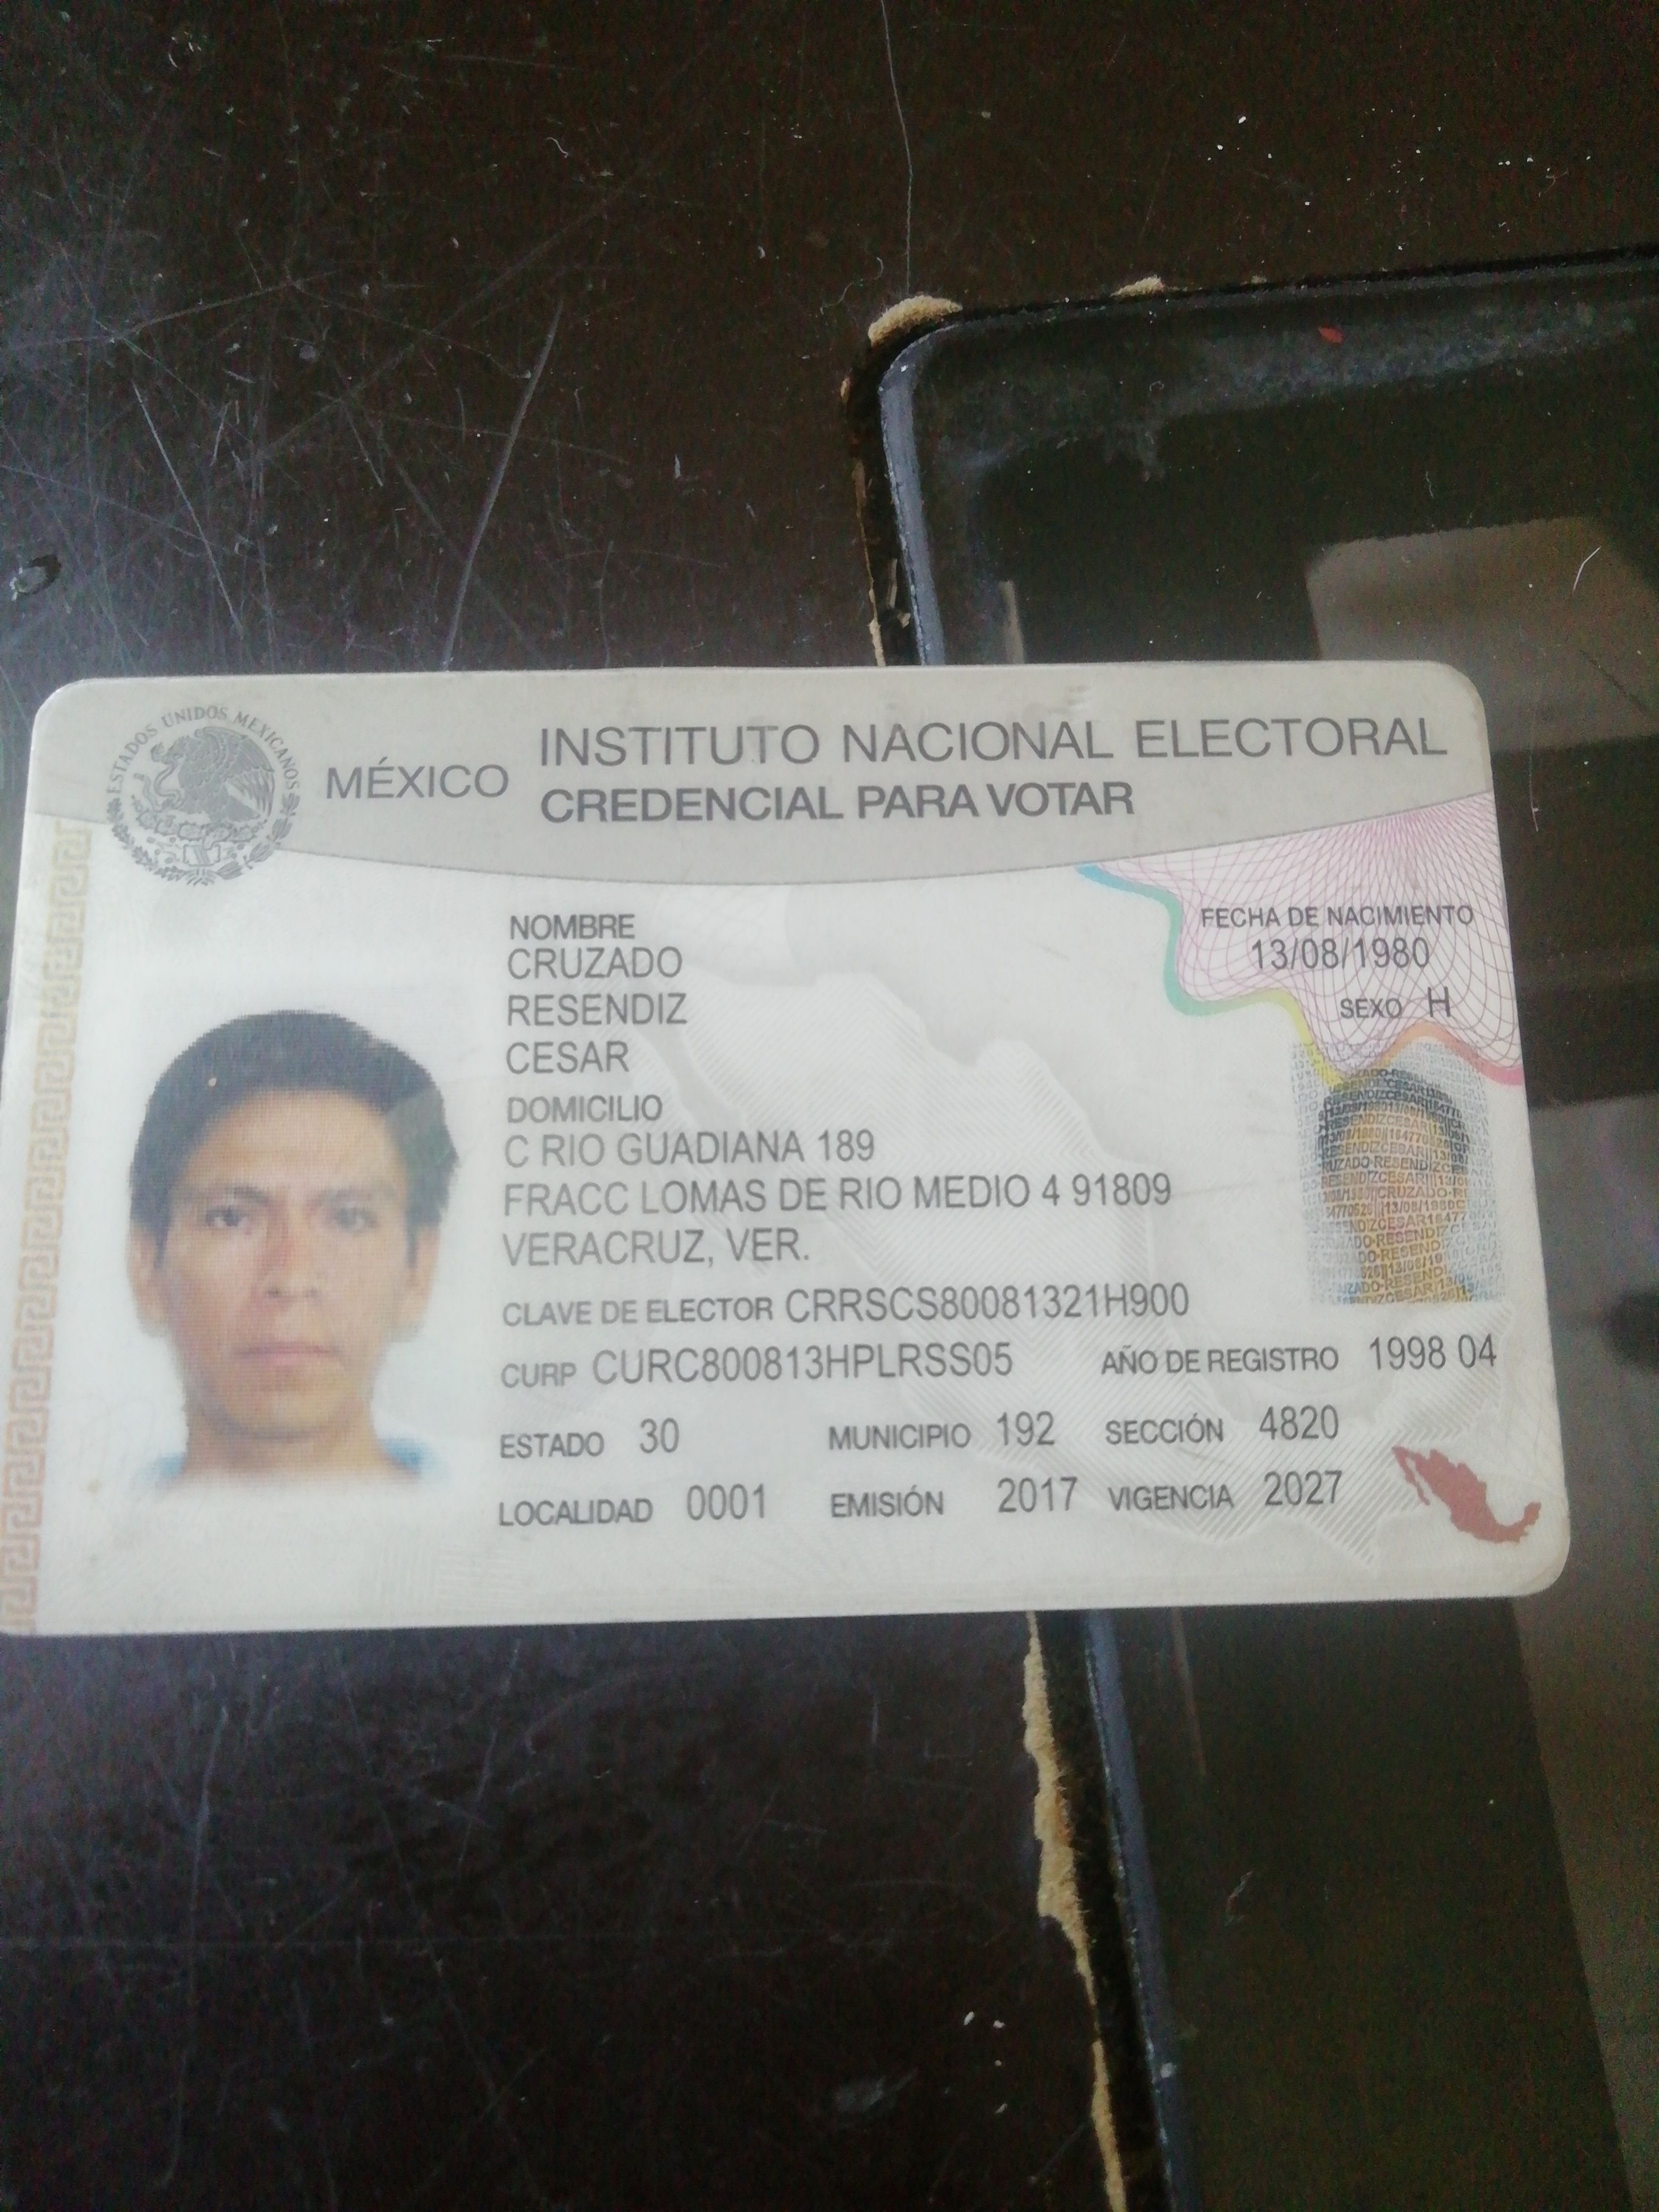 ESTADOS UNIDOS MEXICANOS
MÉXICO
INSTITUTO NACIONAL ELECTORAL
CREDENCIAL PARA VOTAR
NOMBRE
CRUZADO
RESENDIZ
CESAR
FECHA DE NACIMIENTO
13/08/1980
SEXO H
DOMICILIO
C RIO GUADIANA 189
FRACC LOMAS DE RIO MEDIO 4 91809
VERACRUZ, VER.
CLAVE DE ELECTOR CRRSCS80081321H900
CURP CURC800813HPLRSS05 AÑO DE REGISTRO 1998 04
ESTADO 30 MUNICIPIO 192 SECCIÓN 4820
LOCALIDAD 0001 EMISIÓN 2017 VIGENCIA 2027